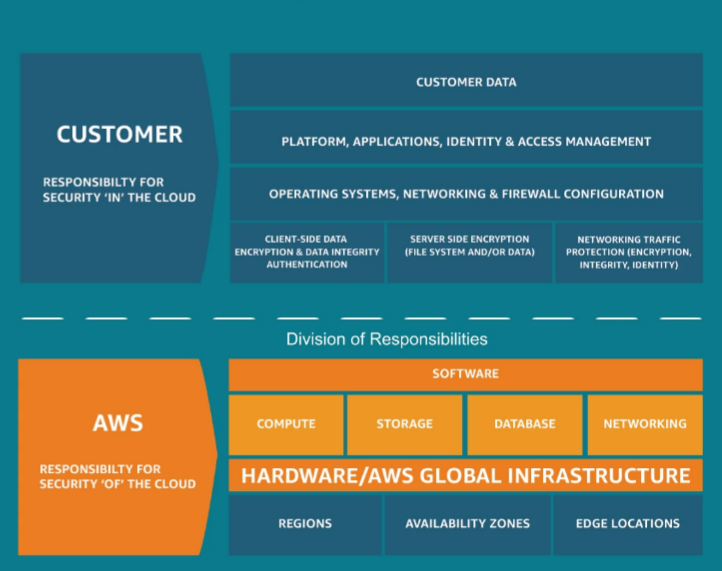 CUSTOMER
RESPONSIBILTY FOR
SECURITY 'IN' THE CLOUD
CUSTOMER DATA
PLATFORM, APPLICATIONS, IDENTITY & ACCESS MANAGEMENT
OPERATING SYSTEMS, NETWORKING & FIREWALL CONFIGURATION
CLIENT-SIDE DATA
ENCRYPTION & DATA INTEGRITY
AUTHENTICATION
SERVER SIDE ENCRYPTION
(FILE SYSTEM AND/OR DATA)
NETWORKING TRAFFIC
PROTECTION (ENCRYPTION,
INTEGRITY, IDENTITY)
Division of Responsibilities
AWS
RESPONSIBILTY FOR
SECURITY 'OF' THE CLOUD
SOFTWARE
COMPUTE
STORAGE
DATABASE
NETWORKING
HARDWARE/AWS GLOBAL INFRASTRUCTURE
REGIONS
AVAILABILITY ZONES
EDGE LOCATIONS